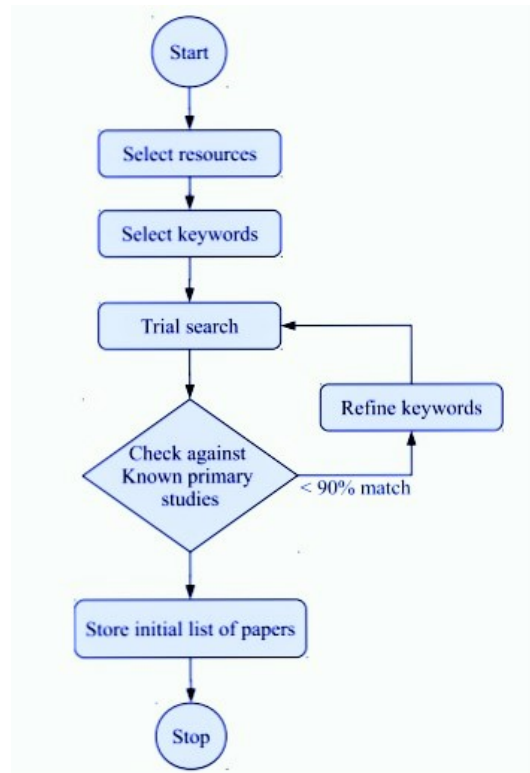 Start
Select resources
Select keywords
Trial search
Refine keywords
Check against
Known primary
studies
< 90% match
Store initial list of papers
Stop